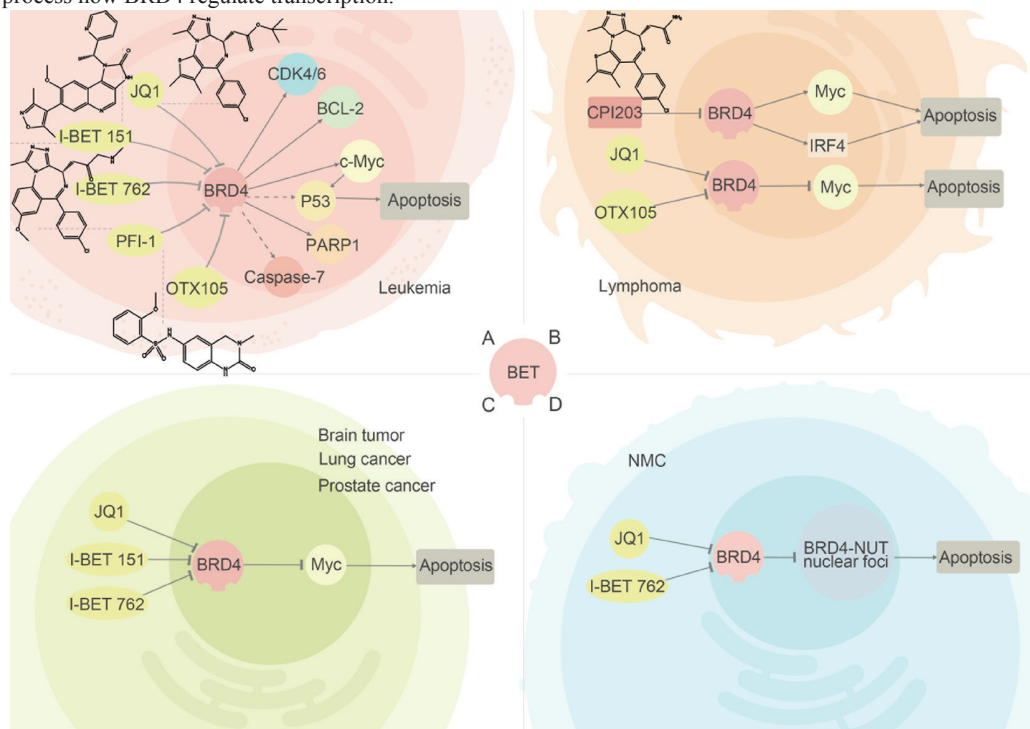 process how BRD4 regulate transcription.
JQ1
I-BET 151
I-BET 762
PFI-1
OTX105
BRD4
CDK4/6
BCL-2
c-Myc
P53
PARP1
Caspase-7
Apoptosis
Leukemia
CPI203
BRD4
Myc
IRF4
Apoptosis
JQ1
OTX105
BRD4
Myc
Apoptosis
Lymphoma
A
B
BET
C
D
Brain tumor
Lung cancer
Prostate cancer
JQ1
I-BET 151
I-BET 762
BRD4
Myc
Apoptosis
NMC
JQ1
I-BET 762
BRD4
BRD4-NUT
nuclear foci
Apoptosis